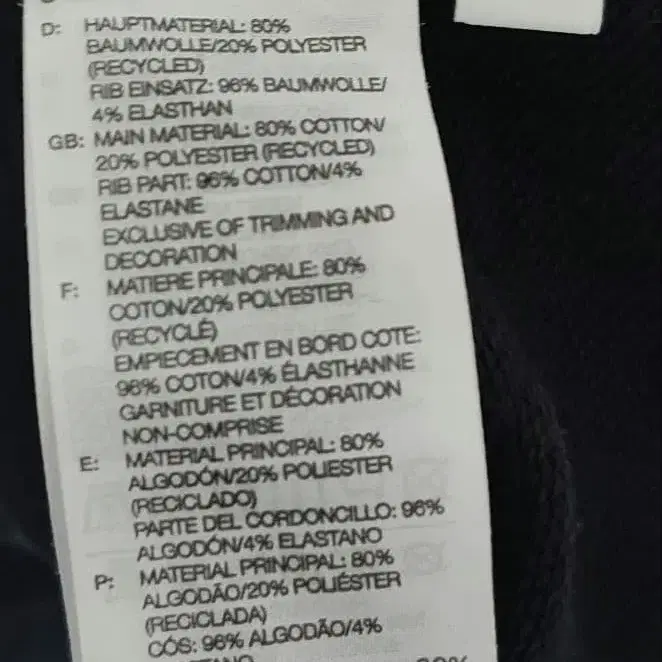 D: HAUPTMATERIAL: 80%
BAUMWOLLE/20% POLYESTER
(RECYCLED)
RIB EINSATZ: 96% BAUMWOLLE/
4% ELASTHAN
GB: MAIN MATERIAL: 80% COTTON/
20% POLYESTER (RECYCLED)
RIB PART: 96% COTTON/4%
ELASTANE
EXCLUSIVE OF TRIMMING AND
DECORATION
F: MATIERE PRINCIPALE: 80%
COTON/20% POLYESTER
(RECYCLÉ)
EMPIECEMENT EN BORD COTE:
96% COTON/4% ÉLASTHANNE
GARNITURE ET DÉCORATION
NON-COMPRISE
E: MATERIAL PRINCIPAL: 80%
ALGODÓN/20% POLIESTER
(RECICLADO)
PARTE DEL CORDONCILLO: 96%
ALGODÓN/4% ELASTANO
P: MATERIAL PRINCIPAL: 80%
ALGODÃO/20% POLIÉSTER
(RECICLADA)
CÓS: 96% ALGODÃO/4%